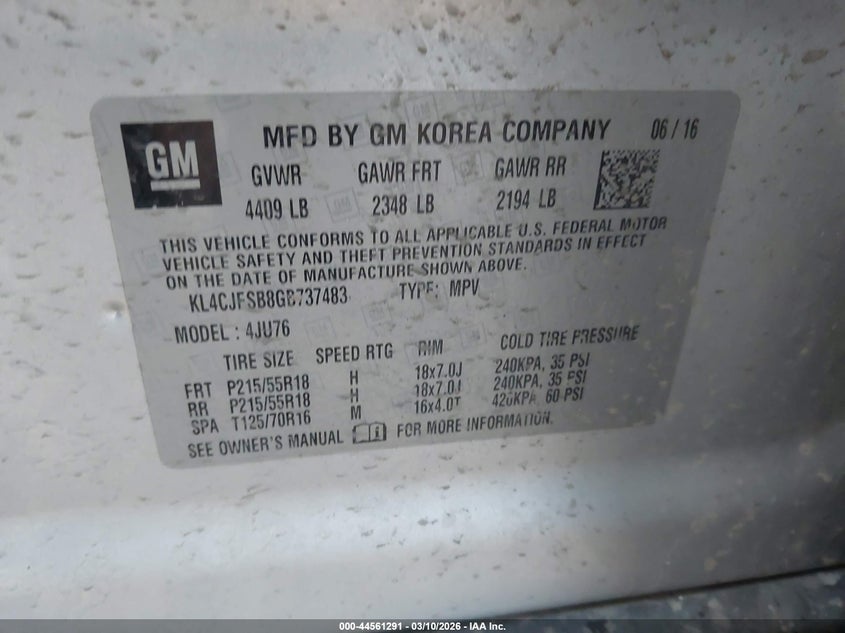 GM
MFD BY GM KOREA COMPANY 06 / 16
GVWR GAWR FRT GAWR RR
4409 LB 2348 LB 2194 LB
THIS VEHICLE CONFORMS TO ALL APPLICABLE U.S. FEDERAL MOTOR
VEHICLE SAFETY AND THEFT PREVENTION STANDARDS IN EFFECT
ON THE DATE OF MANUFACTURE SHOWN ABOVE.
KL4CJFSB8GB737483 TYPE: MPV
MODEL : 4JU76
TIRE SIZE SPEED RTG RIM COLD TIRE PRESSURE
FRT P215/55R18 H 18x7.0J 240KPA, 35 PSI
RR P215/55R18 H 18x7.0J 240KPA, 35 PSI
SPA T125/70R16 M 16x4.0T 420KPA, 60 PSI
SEE OWNER'S MANUAL FOR MORE INFORMATION.
000-44561291 - 03/10/2026 - IAA Inc.